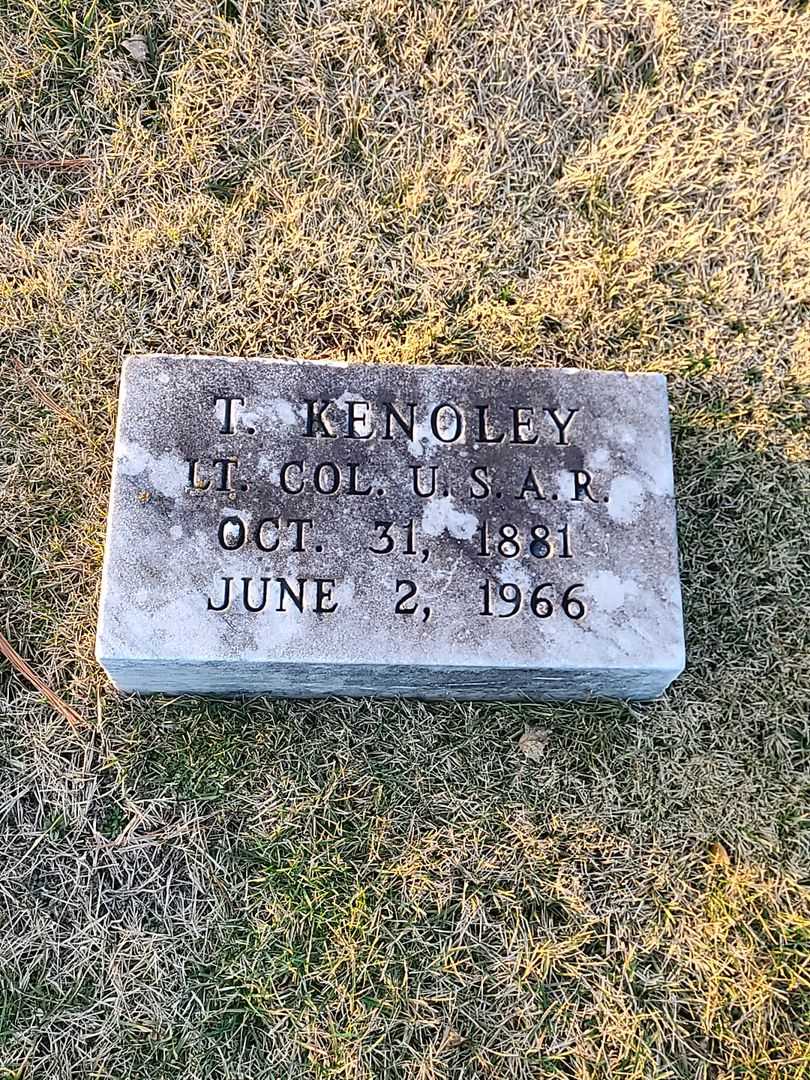 T. KENOLEY
LT. COL. U.S.A.R.
OCT. 31, 1881
JUNE 2, 1966